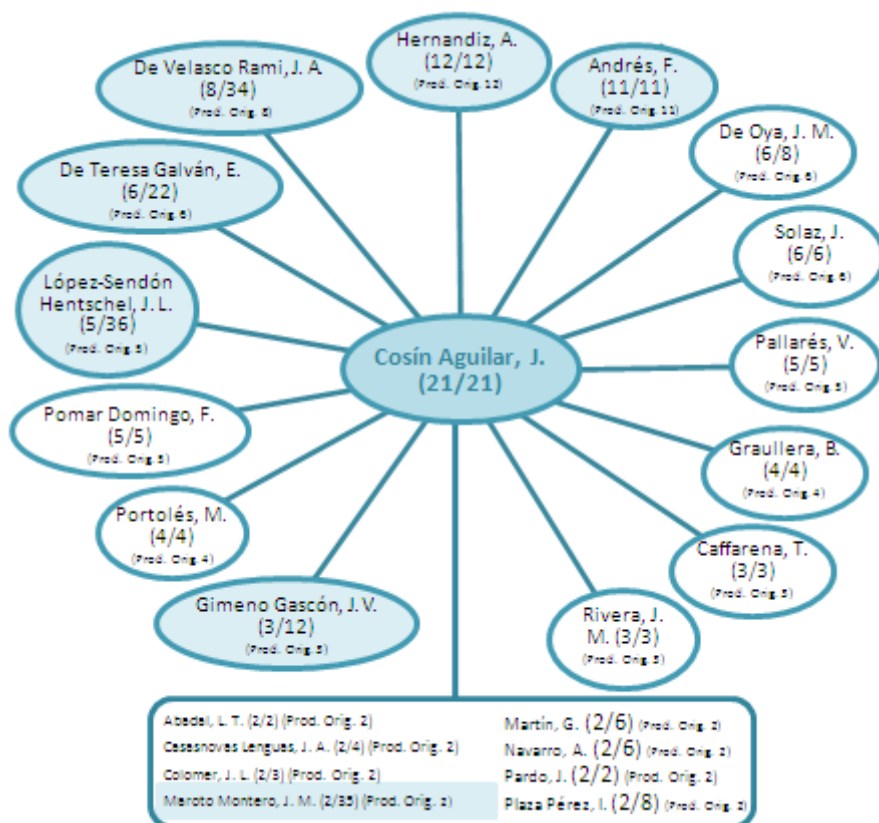 Hernandiz, A.
(12/12)
(Prod. Orig. 12)
Andrés, F.
(11/11)
(Prod. Orig. 11)
De Oya, J. M.
(6/8)
(Prod. Orig. 6)
Solaz, J.
(6/6)
(Prod. Orig. 6)
Pallarés, V.
(5/5)
(Prod. Orig. 5)
Graullera, B.
(4/4)
(Prod. Orig. 4)
Caffarena, T.
(3/3)
(Prod. Orig. 3)
Rivera, J.
M. (3/3)
(Prod. Orig. 3)
De Velasco Rami, J. A.
(8/34)
(Prod. Orig. 8)
De Teresa Galván, E.
(6/22)
(Prod. Orig. 6)
López-Sendón
Hentschel, J. L.
(5/36)
(Prod. Orig. 5)
Pomar Domingo, F.
(5/5)
(Prod. Orig. 5)
Portolés, M.
(4/4)
(Prod. Orig. 4)
Gimeno Gascón, J. V.
(3/12)
(Prod. Orig. 3)
Cosín Aguilar, J.
(21/21)
Abadal, L. T. (2/2) (Prod. Orig. 2)
Casasnovas Lenguas, J. A. (2/4) (Prod. Orig. 2)
Colomer, J. L. (2/3) (Prod. Orig. 2)
Maroto Montero, J. M. (2/35) (Prod. Orig. 2)
Martín, G. (2/6) (Prod. Orig. 2)
Navarro, A. (2/6) (Prod. Orig. 2)
Pardo, J. (2/2) (Prod. Orig. 2)
Plaza Pérez, I. (2/8) (Prod. Orig. 2)